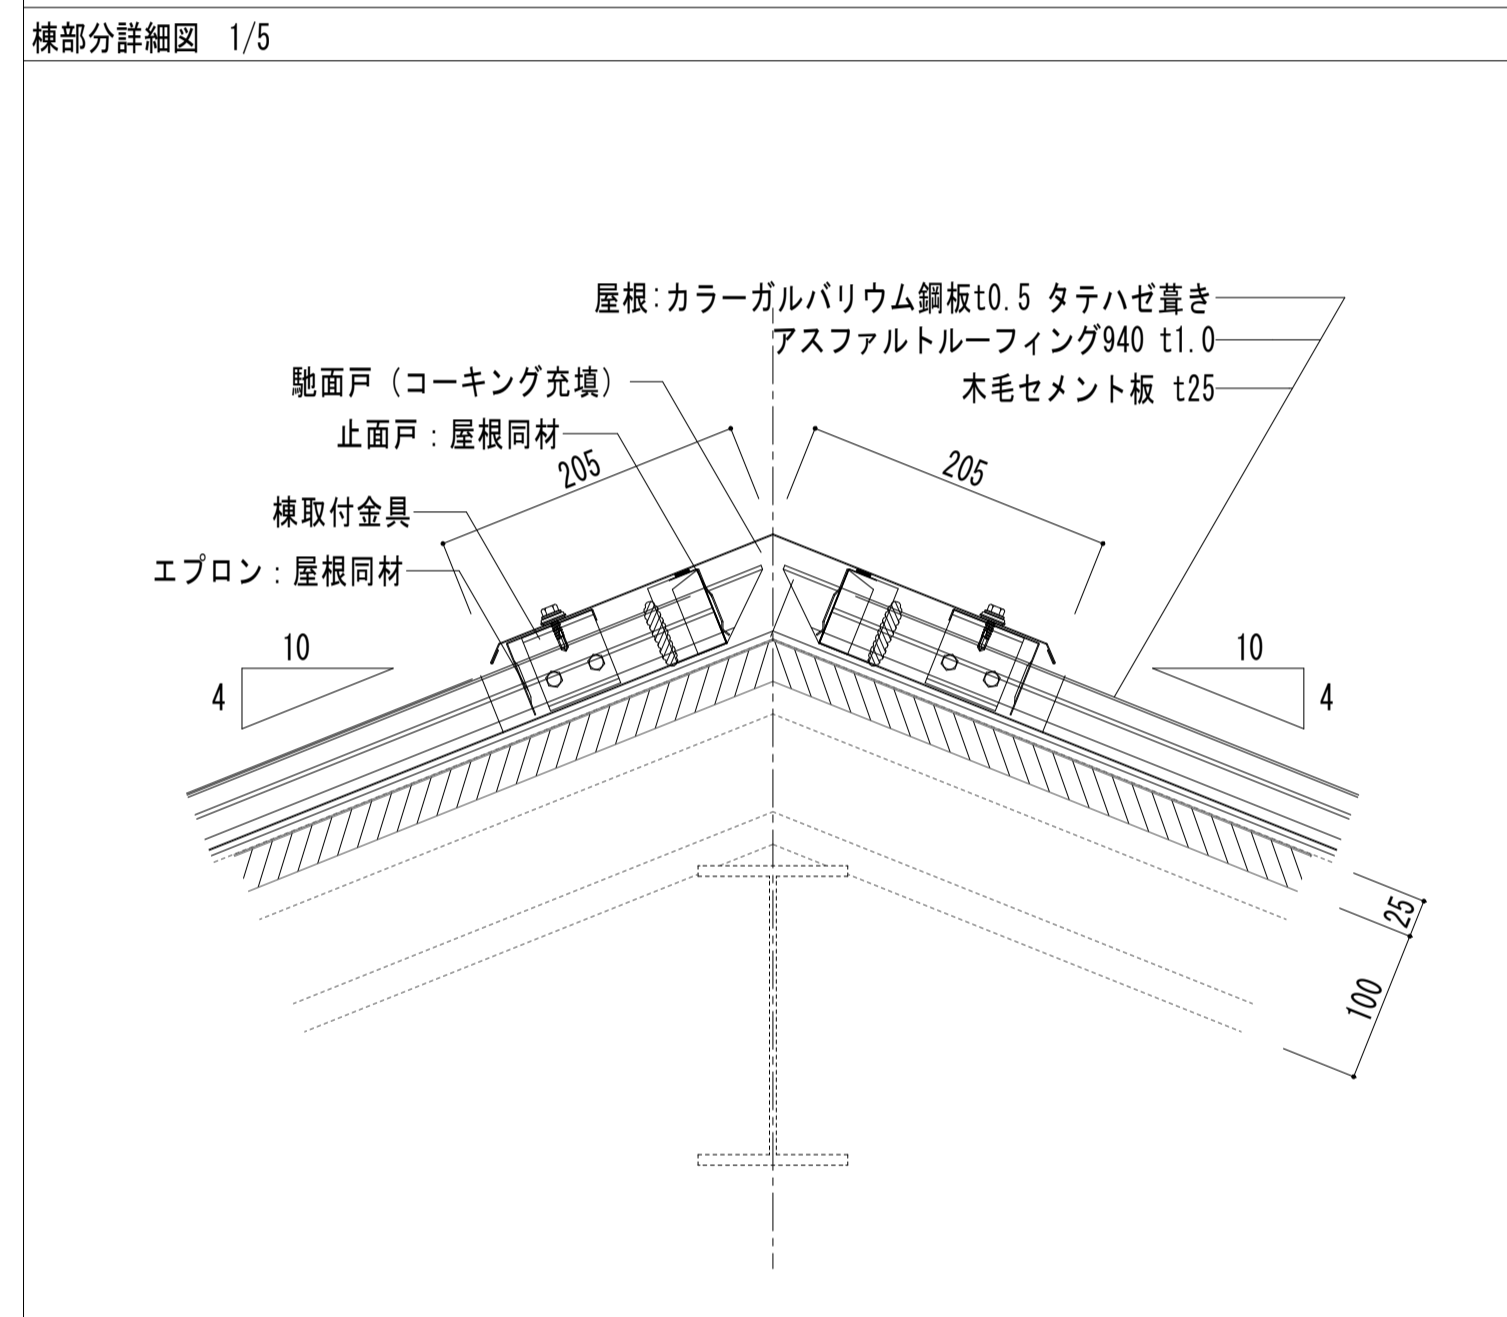 棟部分詳細図　1/5
屋根:カラーガルバリウム鋼板t0.5 タテハゼ葺き
アスファルトルーフィング940 t1.0
木毛セメント板 t25
馳面戸（コーキング充填）
止面戸：屋根同材
205
205
棟取付金具
エプロン：屋根同材
10
4
10
4
25
100